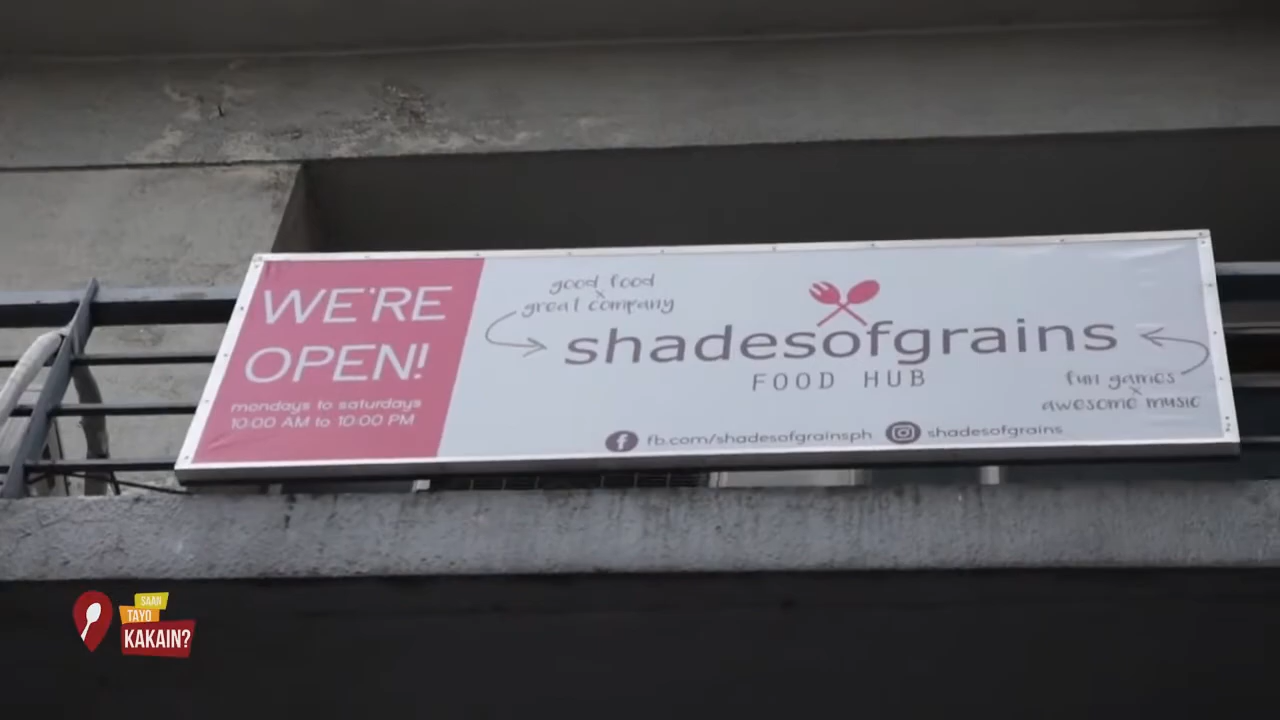 WE'RE
OPEN!
mondays to saturdays
10:00 AM to 10:00 PM
good food
x
great company
shadesofgrains
FOOD HUB
fun games
x
awesome music
fb.com/shadesofgrainsph shadesofgrains
SAAN
TAYO
KAKAIN?